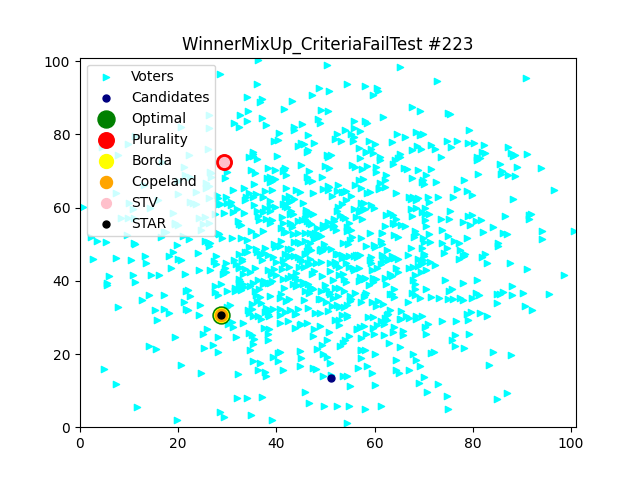 WinnerMixUp_CriteriaFailTest #223
100
80
60
40
20
0
Voters
Candidates
Optimal
Plurality
Borda
Copeland
STV
STAR
0 20 40 60 80 100